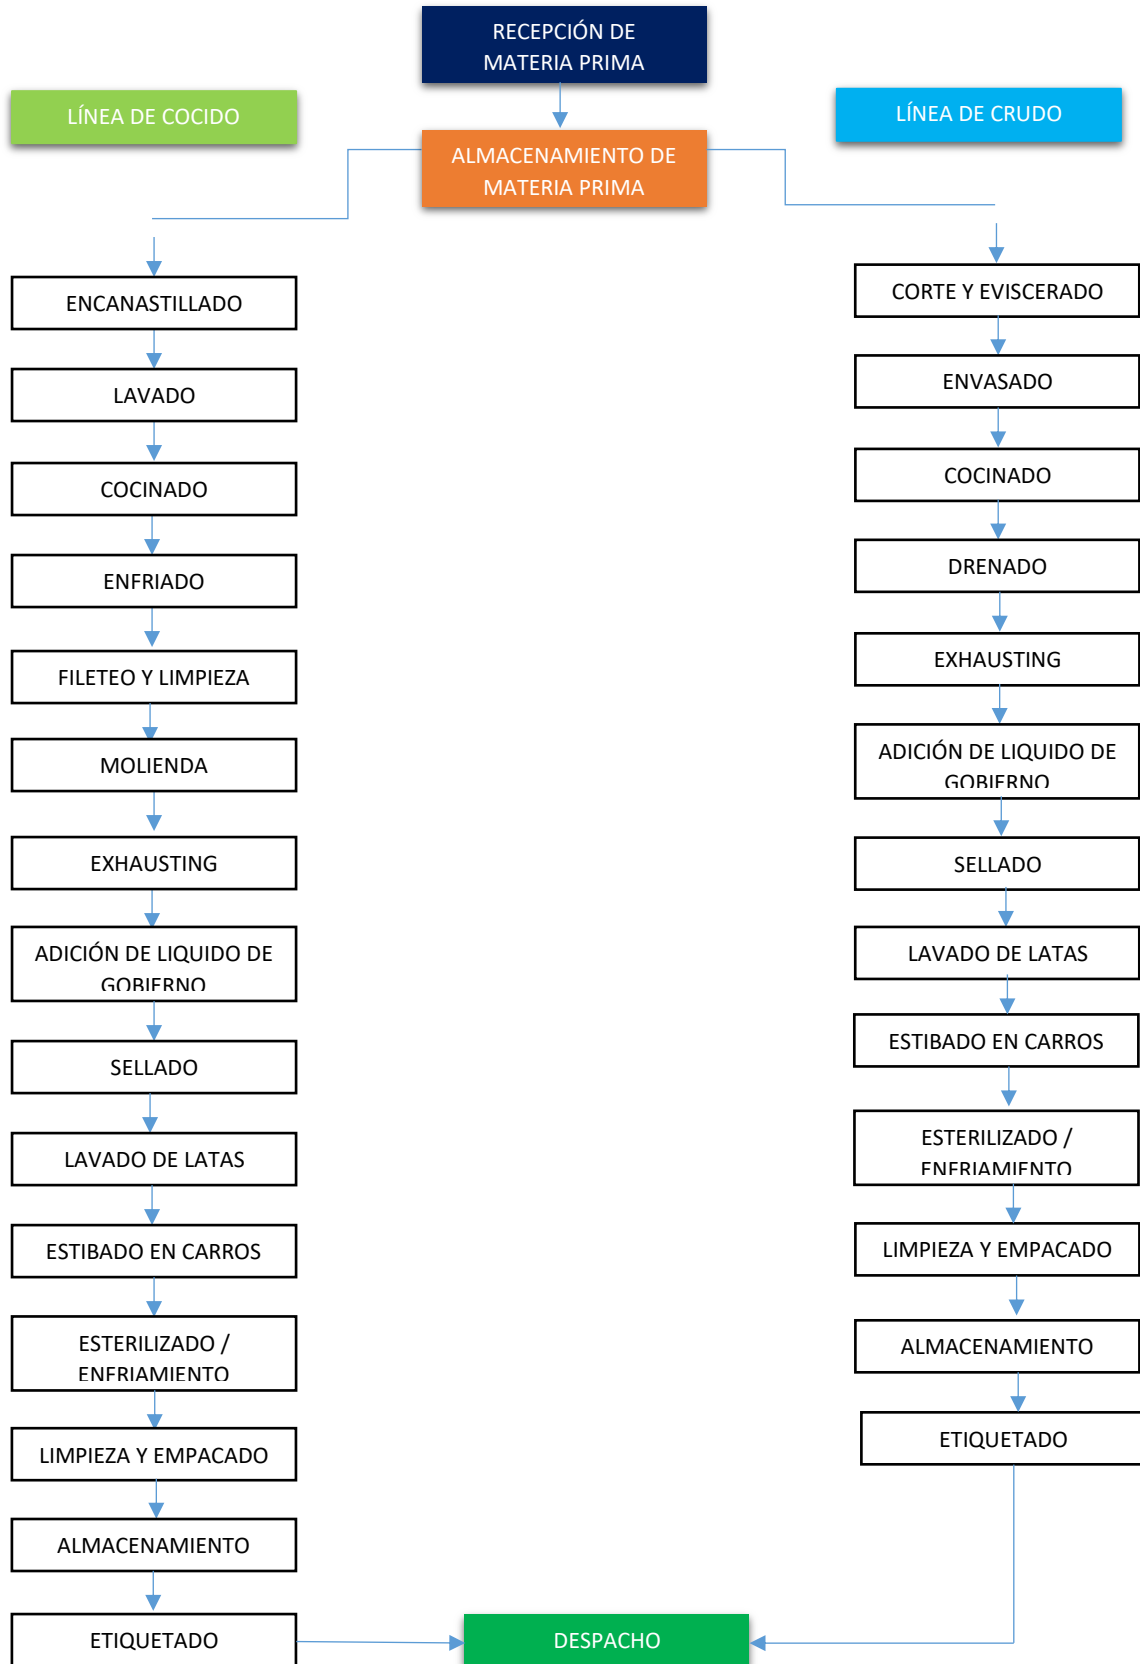 RECEPCIÓN DE
MATERIA PRIMA
LÍNEA DE COCIDO
LÍNEA DE CRUDO
ALMACENAMIENTO DE
MATERIA PRIMA
ENCANASTILLADO
LAVADO
COCINADO
ENFRIADO
FILETEO Y LIMPIEZA
MOLIENDA
EXHAUSTING
ADICIÓN DE LIQUIDO DE
GOBIERNO
SELLADO
LAVADO DE LATAS
ESTIBADO EN CARROS
ESTERILIZADO /
ENFRIAMIENTO
LIMPIEZA Y EMPACADO
ALMACENAMIENTO
ETIQUETADO
CORTE Y EVISCERADO
ENVASADO
COCINADO
DRENADO
EXHAUSTING
ADICIÓN DE LIQUIDO DE
GOBIERNO
SELLADO
LAVADO DE LATAS
ESTIBADO EN CARROS
ESTERILIZADO /
ENFRIAMIENTO
LIMPIEZA Y EMPACADO
ALMACENAMIENTO
ETIQUETADO
DESPACHO